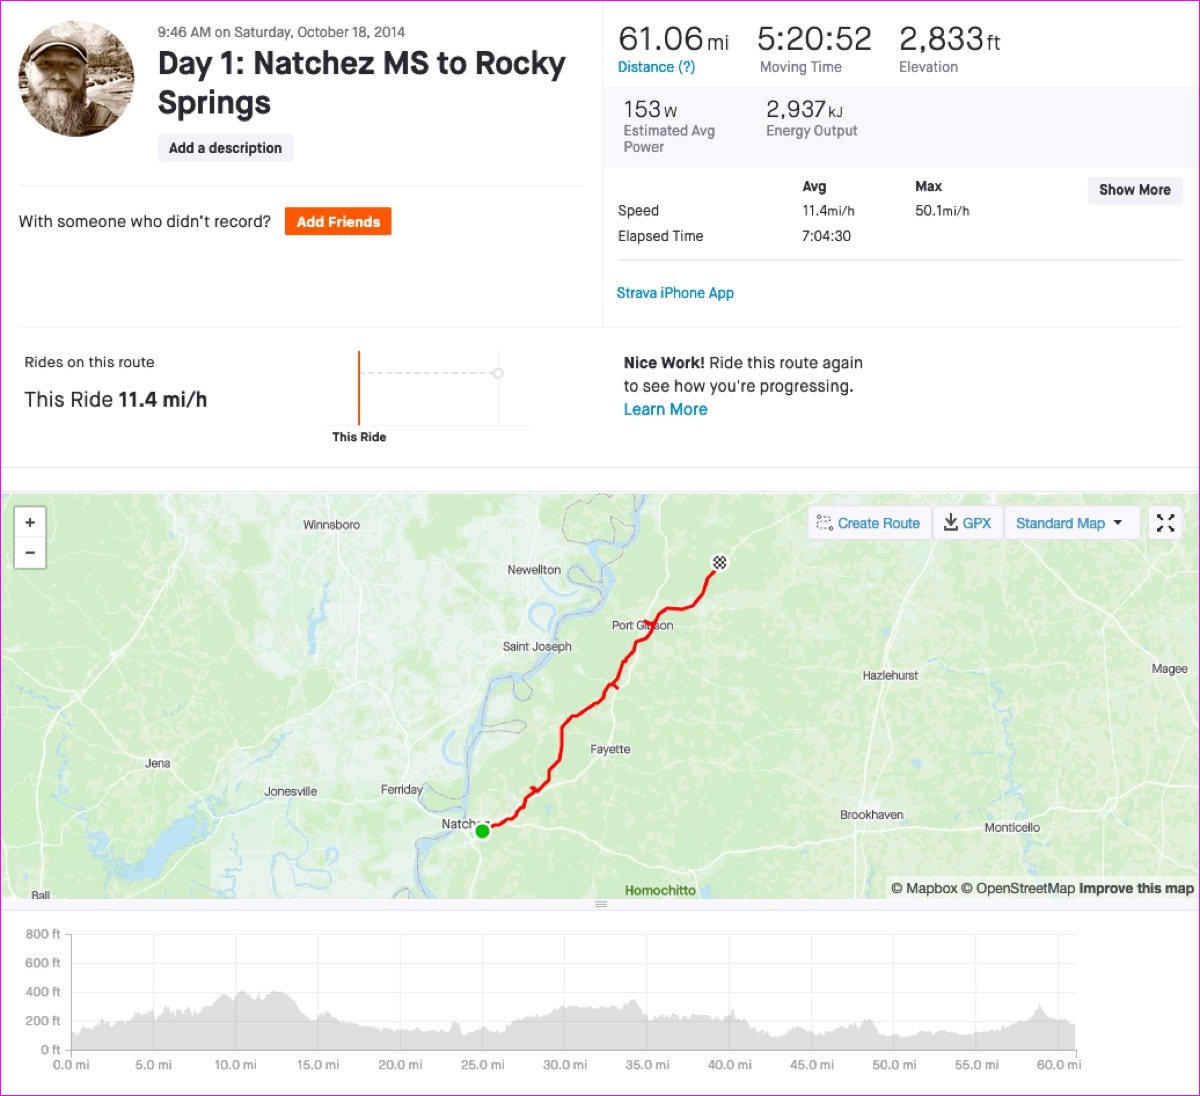 9:46 AM on Saturday, October 18, 2014
Day 1: Natchez MS to Rocky
Springs
Add a description
With someone who didn't record? Add Friends
61.06 mi 5:20:52 2,833 ft
Distance (?) Moving Time Elevation
153 W 2,937 kJ
Estimated Avg Energy Output
Power
Avg Max Show More
Speed 11.4mi/h 50.1mi/h
Elapsed Time 7:04:30
Strava iPhone App
Rides on this route
This Ride 11.4 mi/h
This Ride
Nice Work! Ride this route again
to see how you're progressing.
Learn More
+
−
Create Route GPX Standard Map
Winnsboro
Newellton
Port Gibson
Saint Joseph
Hazlehurst
Magee
Fayette
Jena
Jonesville Ferriday
Natchez
Brookhaven
Monticello
Ball
Homochitto
© Mapbox © OpenStreetMap Improve this map
800 ft
600 ft
400 ft
200 ft
0 ft
0.0 mi 5.0 mi 10.0 mi 15.0 mi 20.0 mi 25.0 mi 30.0 mi 35.0 mi 40.0 mi 45.0 mi 50.0 mi 55.0 mi 60.0 mi